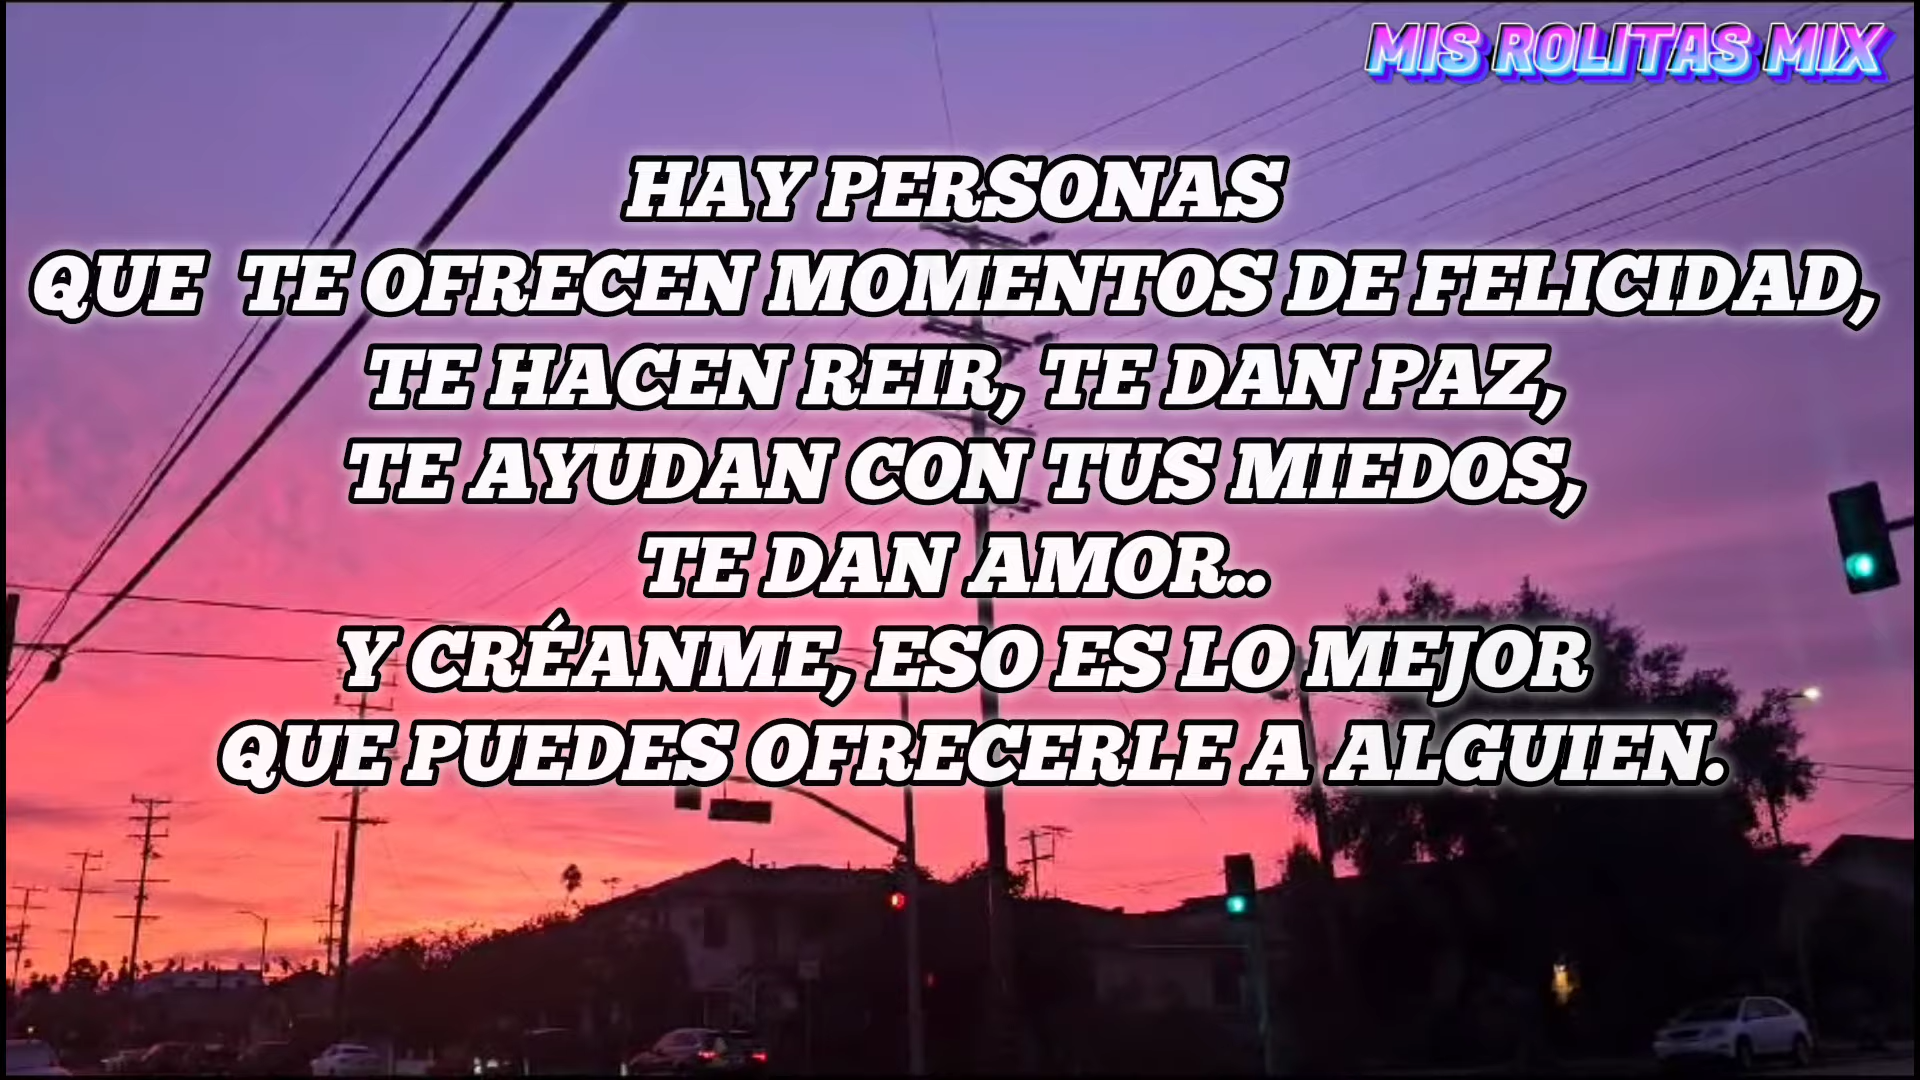 MIS ROLITAS MIX
HAY PERSONAS
QUE TE OFRECEN MOMENTOS DE FELICIDAD,
TE HACEN REIR, TE DAN PAZ,
TE AYUDAN CON TUS MIEDOS,
TE DAN AMOR..
Y CRÉANME, ESO ES LO MEJOR
QUE PUEDES OFRECERLE A ALGUIEN.